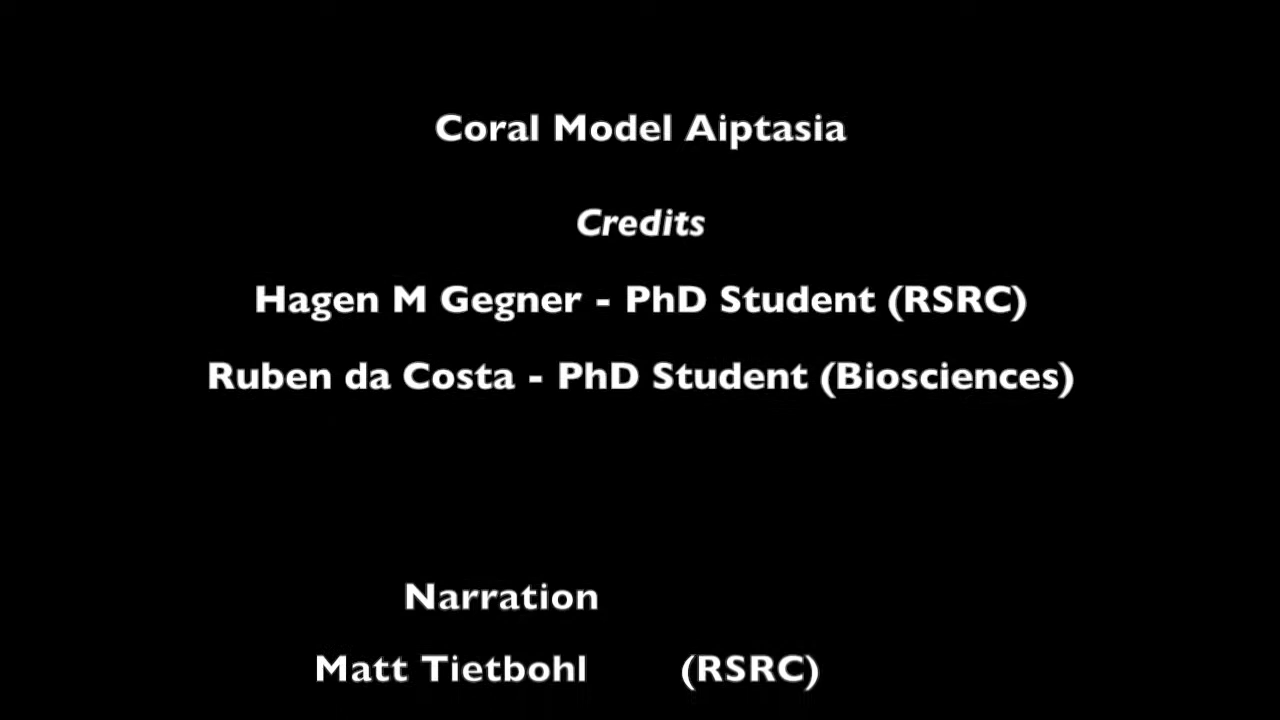 Coral Model Aiptasia
Credits
Hagen M Gegner - PhD Student (RSRC)
Ruben da Costa - PhD Student (Biosciences)
Narration
Matt Tietbohl (RSRC)